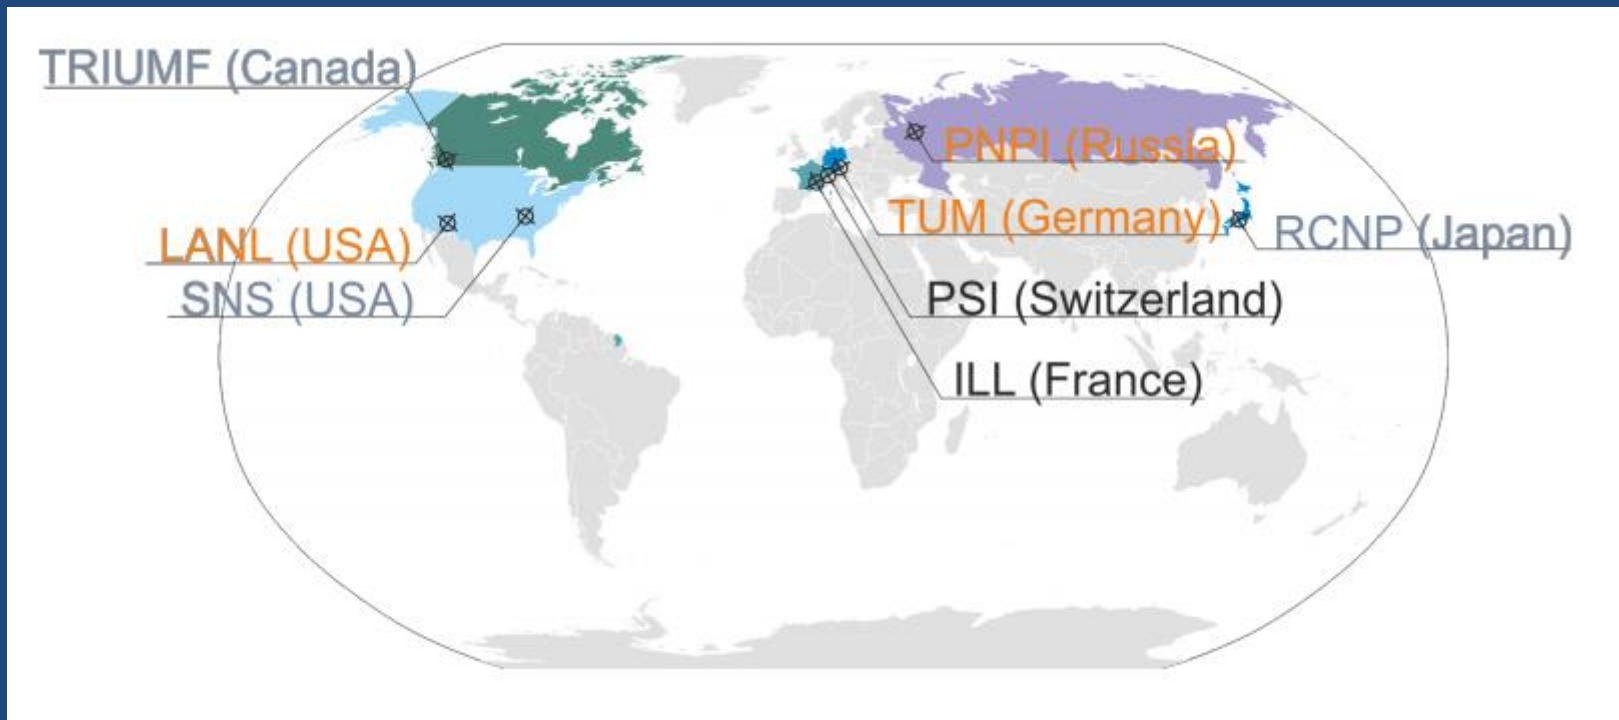 TRIUMF (Canada)
PNPI (Russia)
TUM (Germany)
RCNP (Japan)
LANL (USA)
SNS (USA)
PSI (Switzerland)
ILL (France)